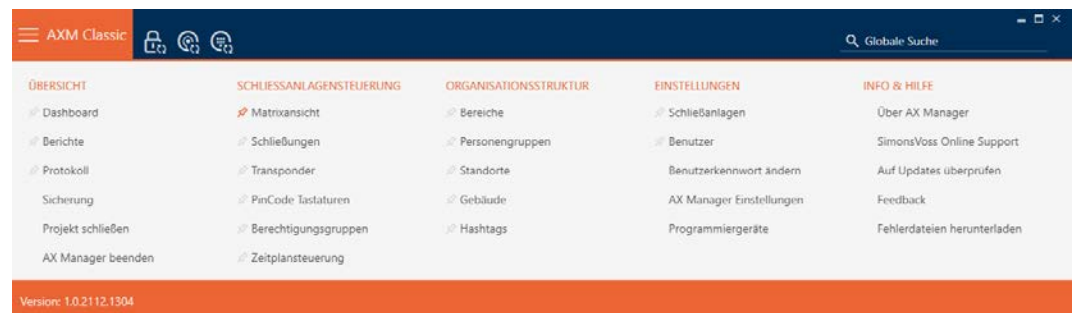 AXM Classic
Globale Suche
ÜBERSICHT
Dashboard
Berichte
Protokoll
Sicherung
Projekt schließen
AX Manager beenden
SCHLIESSANLAGENSTEUERUNG
Matrixansicht
Schließungen
Transponder
PinCode Tastaturen
Berechtigungsgruppen
Zeitplansteuerung
ORGANISATIONSSTRUKTUR
Bereiche
Personengruppen
Standorte
Gebäude
Hashtags
EINSTELLUNGEN
Schließanlagen
Benutzer
Benutzerkennwort ändern
AX Manager Einstellungen
Programmiergeräte
INFO & HILFE
Über AX Manager
SimonsVoss Online Support
Auf Updates überprüfen
Feedback
Fehlerdateien herunterladen
Version: 1.0.2112.1304